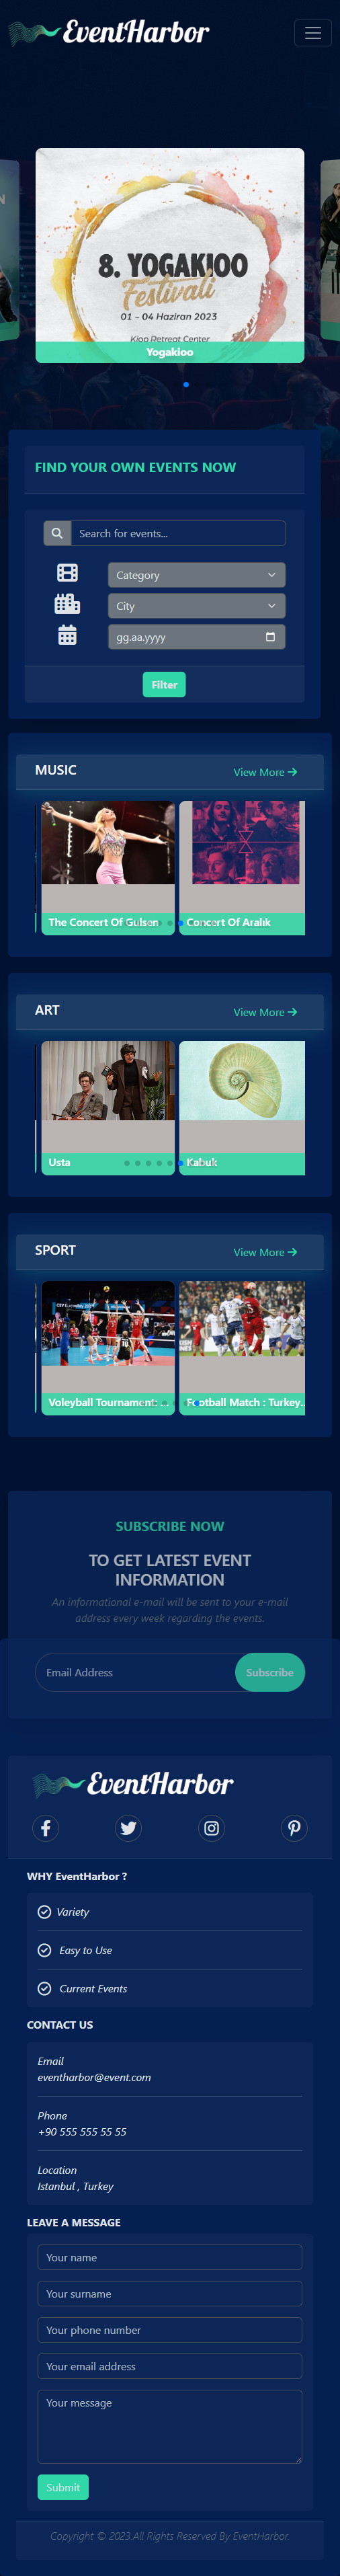 EventHarbor
N
8. YOGAKIOO
Festivali
01 - 04 Haziran 2023
Kioo Retreat Center
Yogakioo
FIND YOUR OWN EVENTS NOW
Search for events...
Category
City
gg.aa.yyyy
Filter
MUSIC
View More
The Concert Of Gülşen
Concert Of Aralık
ART
View More
Usta
Kabuk
SPORT
View More
Voleyball Tournament: ...
Football Match : Turkey...
SUBSCRIBE NOW
TO GET LATEST EVENT
INFORMATION
An informational e-mail will be sent to your e-mail
address every week regarding the events.
Email Address
Subscribe
EventHarbor
WHY EventHarbor ?
Variety
Easy to Use
Current Events
CONTACT US
Email
eventharbor@event.com
Phone
+90 555 555 55 55
Location
Istanbul , Turkey
LEAVE A MESSAGE
Your name
Your surname
Your phone number
Your email address
Your message
Submit
Copyright © 2023.All Rights Reserved By EventHarbor.